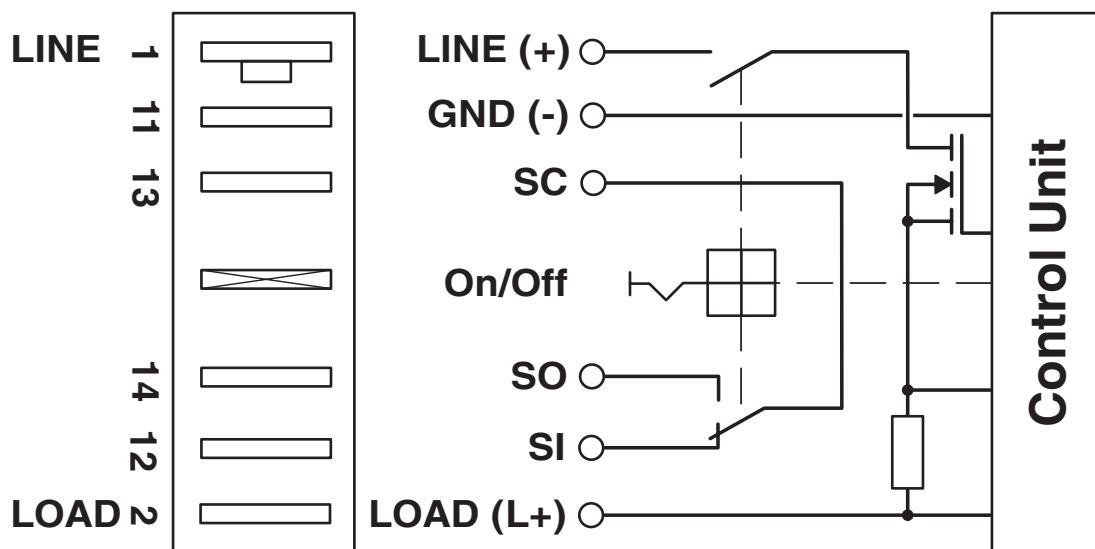 LINE 1 LINE (+)
11 GND (-)
13 SC
On/Off
14 SO
12 SI
LOAD 2 LOAD (L+)
Control Unit